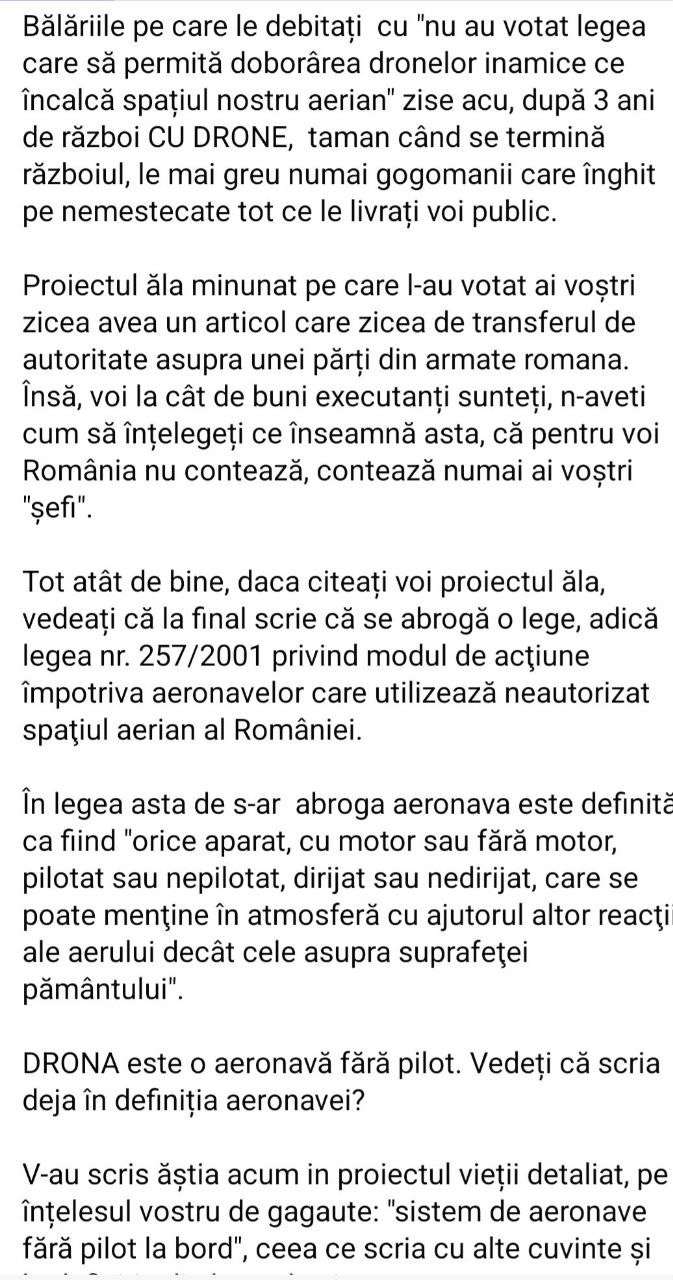 Bălăriile pe care le debitați  cu "nu au votat legea
care să permită doborârea dronelor inamice ce
încalcă spațiul nostru aerian" zise acu, după 3 ani
de război CU DRONE,  taman când se termină
războiul, le mai greu numai gogomanii care înghit
pe nemestecate tot ce le livrați voi public.

Proiectul ăla minunat pe care l-au votat ai voștri
zicea avea un articol care zicea de transferul de
autoritate asupra unei părți din armate romana.
Însă, voi la cât de buni executanți sunteți, n-aveti
cum să înțelegeți ce înseamnă asta, că pentru voi
România nu contează, contează numai ai voștri
"șefi".

Tot atât de bine, daca citeați voi proiectul ăla,
vedeați că la final scrie că se abrogă o lege, adică
legea nr. 257/2001 privind modul de acţiune
împotriva aeronavelor care utilizează neautorizat
spaţiul aerian al României.

În legea asta de s-ar  abroga aeronava este definită
ca fiind "orice aparat, cu motor sau fără motor,
pilotat sau nepilotat, dirijat sau nedirijat, care se
poate menţine în atmosferă cu ajutorul altor reacţii
ale aerului decât cele asupra suprafeţei
pământului".

DRONA este o aeronavă fără pilot. Vedeți că scria
deja în definiția aeronavei?

V-au scris ăștia acum in proiectul vieții detaliat, pe
înțelesul vostru de gagaute: "sistem de aeronave
fără pilot la bord", ceea ce scria cu alte cuvinte și